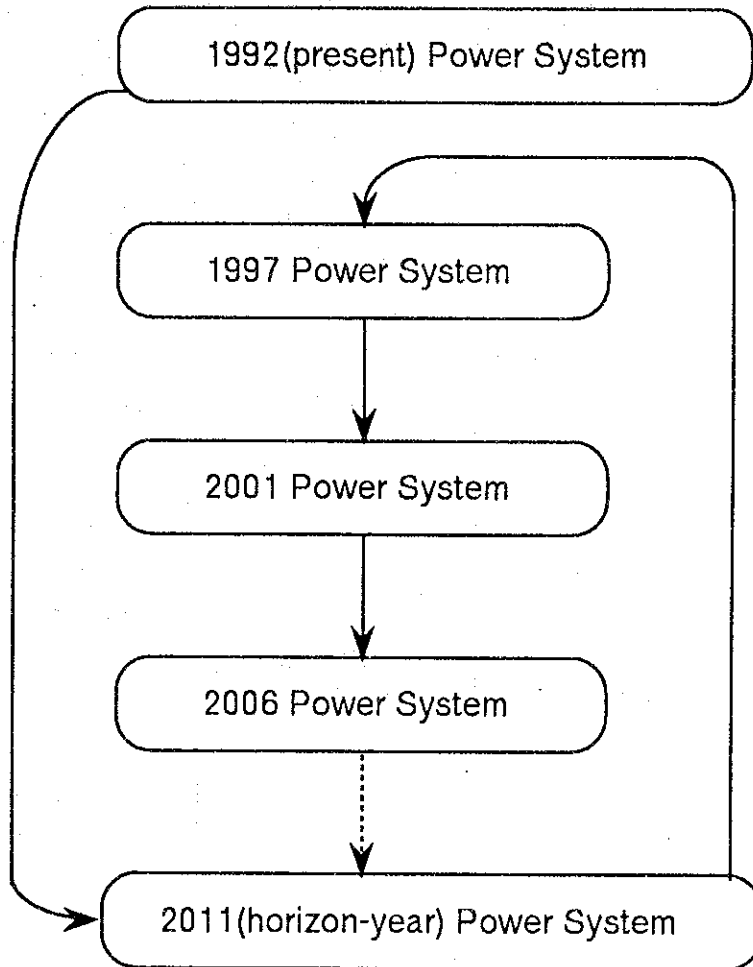 1992(present) Power System
1997 Power System
2001 Power System
2006 Power System
2011(horizon-year) Power System